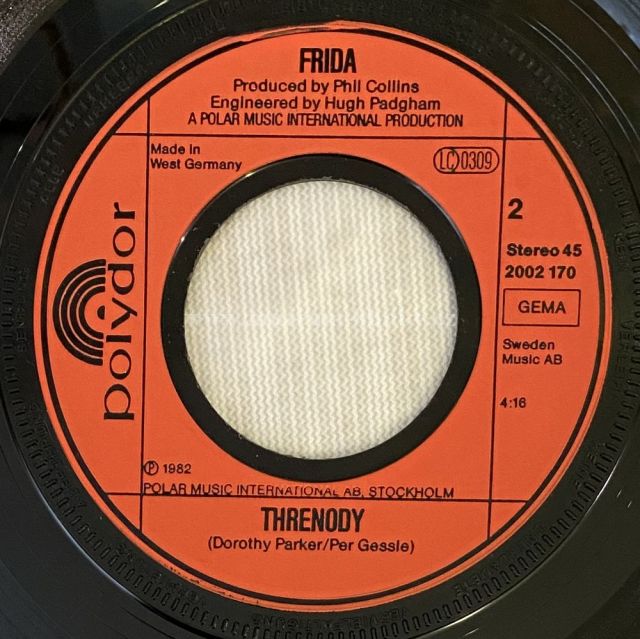 FRIDA
Produced by Phil Collins
Engineered by Hugh Padgham
A POLAR MUSIC INTERNATIONAL PRODUCTION
Made in
West Germany
LC 0309
2
Stereo 45
2002 170
GEMA
Sweden
Music AB
4:16
polydor
℗ 1982
POLAR MUSIC INTERNATIONAL AB, STOCKHOLM
THRENODY
(Dorothy Parker/Per Gessle)